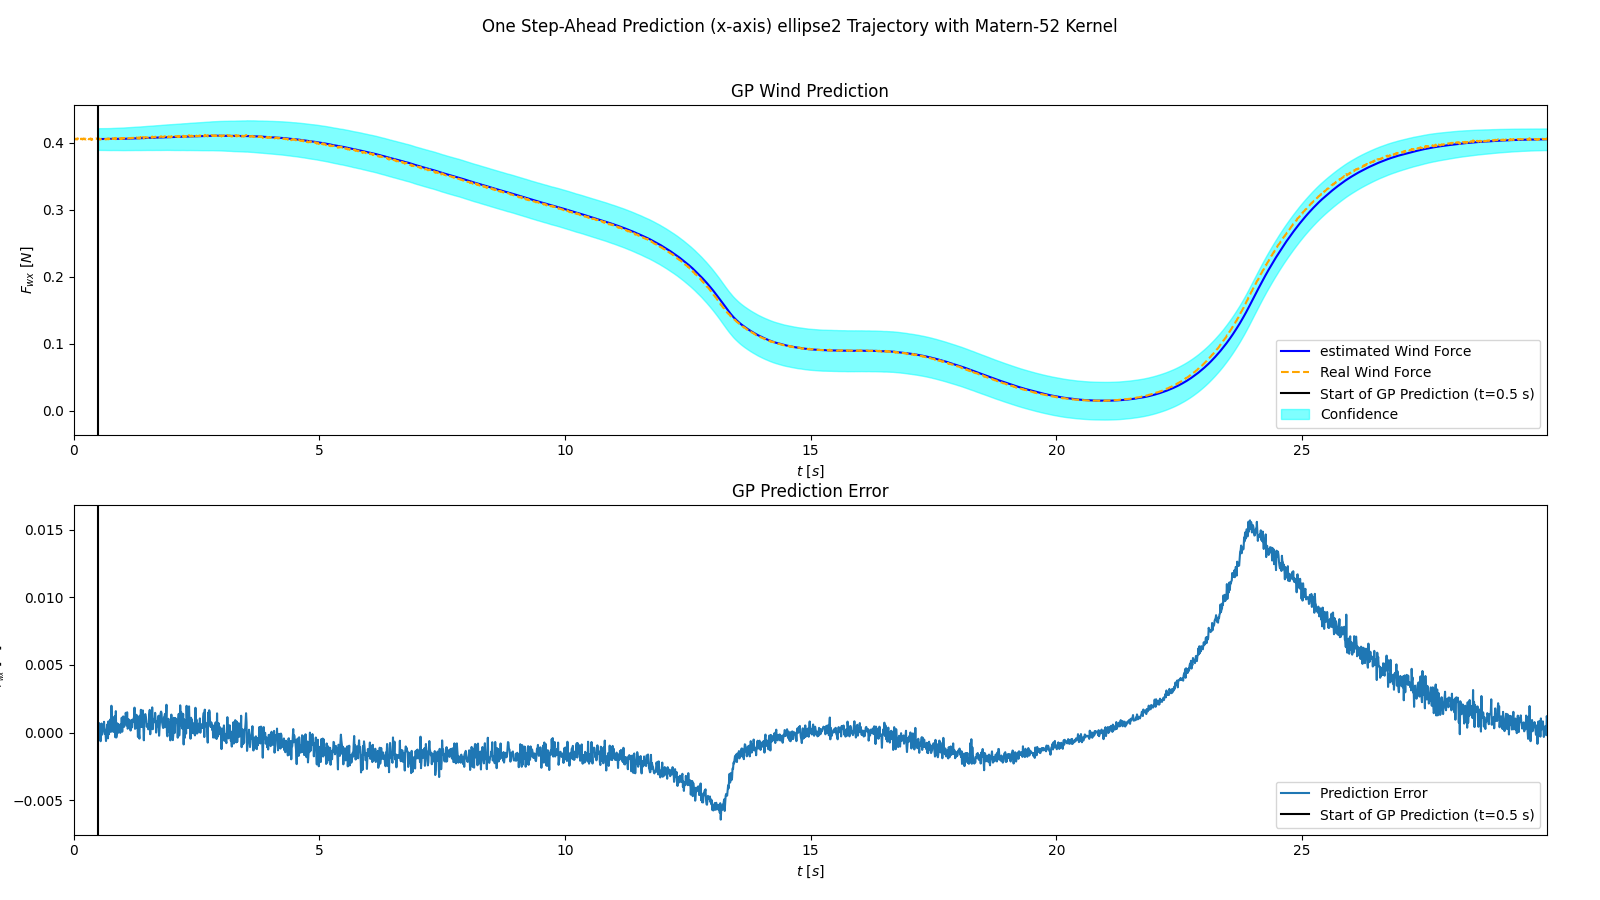 One Step-Ahead Prediction (x-axis) ellipse2 Trajectory with Matern-52 Kernel
GP Wind Prediction
0.4
0.3
0.2
0.1
0.0
F_wx [N]
estimated Wind Force
Real Wind Force
Start of GP Prediction (t=0.5 s)
Confidence
0 5 10 15 20 25
t [s]
GP Prediction Error
0.015
0.010
0.005
0.000
−0.005
Prediction Error
Start of GP Prediction (t=0.5 s)
0 5 10 15 20 25
t [s]